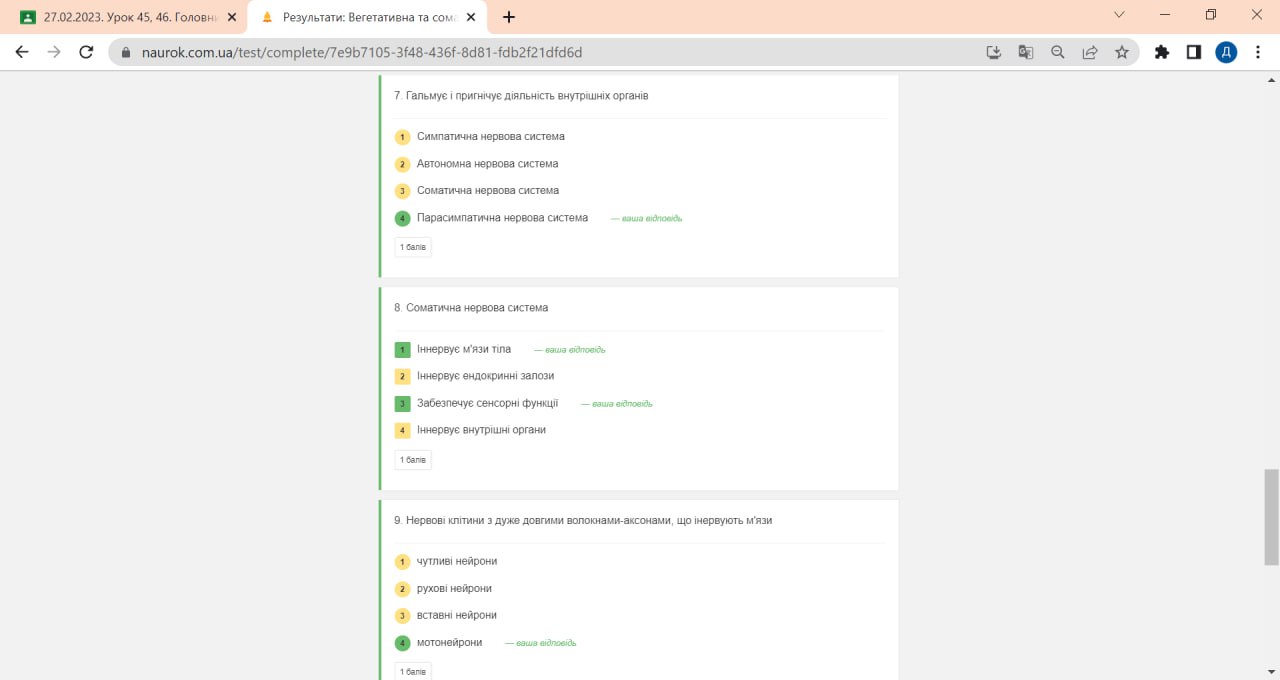 27.02.2023. Урок 45, 46. Головн
Результати: Вегетативна та сома
naurok.com.ua/test/complete/7e9b7105-3f48-436f-8d81-fdb2f21dfd6d
Д
7. Гальмує і пригнічує діяльність внутрішніх органів
1 Симпатична нервова система
2 Автономна нервова система
3 Соматична нервова система
4 Парасимпатична нервова система — ваша відповідь
1 балів
8. Соматична нервова система
1 Іннервує м'язи тіла — ваша відповідь
2 Іннервує ендокринні залози
3 Забезпечує сенсорні функції — ваша відповідь
4 Іннервує внутрішні органи
1 балів
9. Нервові клітини з дуже довгими волокнами-аксонами, що інервують м'язи
1 чутливі нейрони
2 рухові нейрони
3 вставні нейрони
4 мотонейрони — ваша відповідь
1 балів